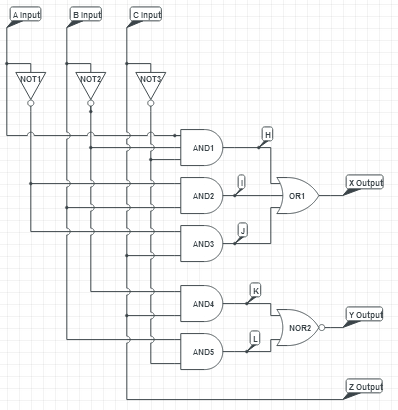 A Input
B Input
C Input
NOT1
NOT2
NOT3
H
AND1
I
X Output
AND2
OR1
J
AND3
K
AND4
Y Output
NOR2
L
AND5
Z Output